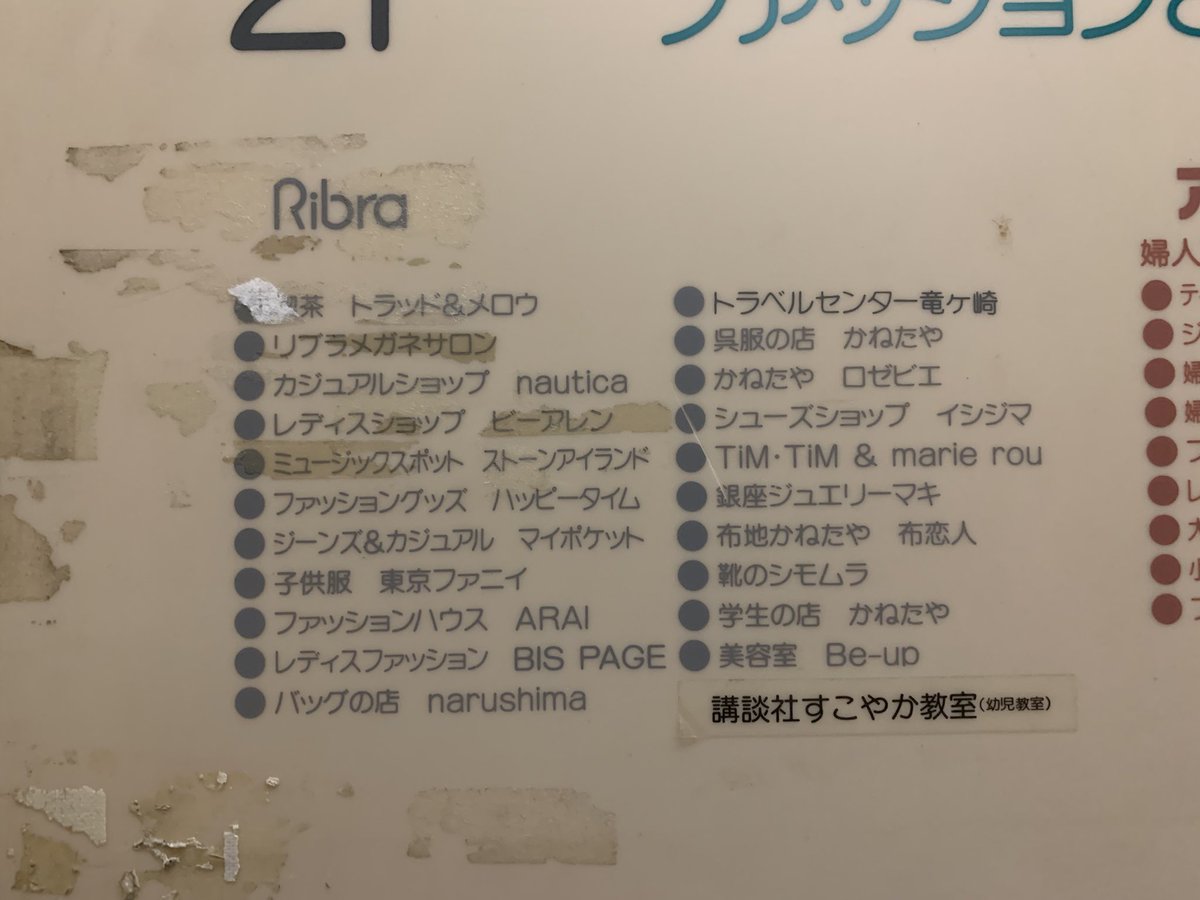 2F
ファッションと
Ribra
茶 トラッド&メロウ
リブラメガネサロン
カジュアルショップ nautica
レディスショップ ビーアレン
ミュージックスポット ストーンアイランド
ファッショングッズ ハッピータイム
ジーンズ&カジュアル マイポケット
子供服 東京ファニイ
ファッションハウス ARAI
レディスファッション BIS PAGE
バッグの店 narushima
トラベルセンター竜ヶ崎
呉服の店 かねたや
かねたや ロゼビエ
シューズショップ イシジマ
TiM・TiM & marie rou
銀座ジュエリーマキ
布地かねたや 布恋人
靴のシモムラ
学生の店 かねたや
美容室 Be-up
講談社すこやか教室(幼児教室)
婦人